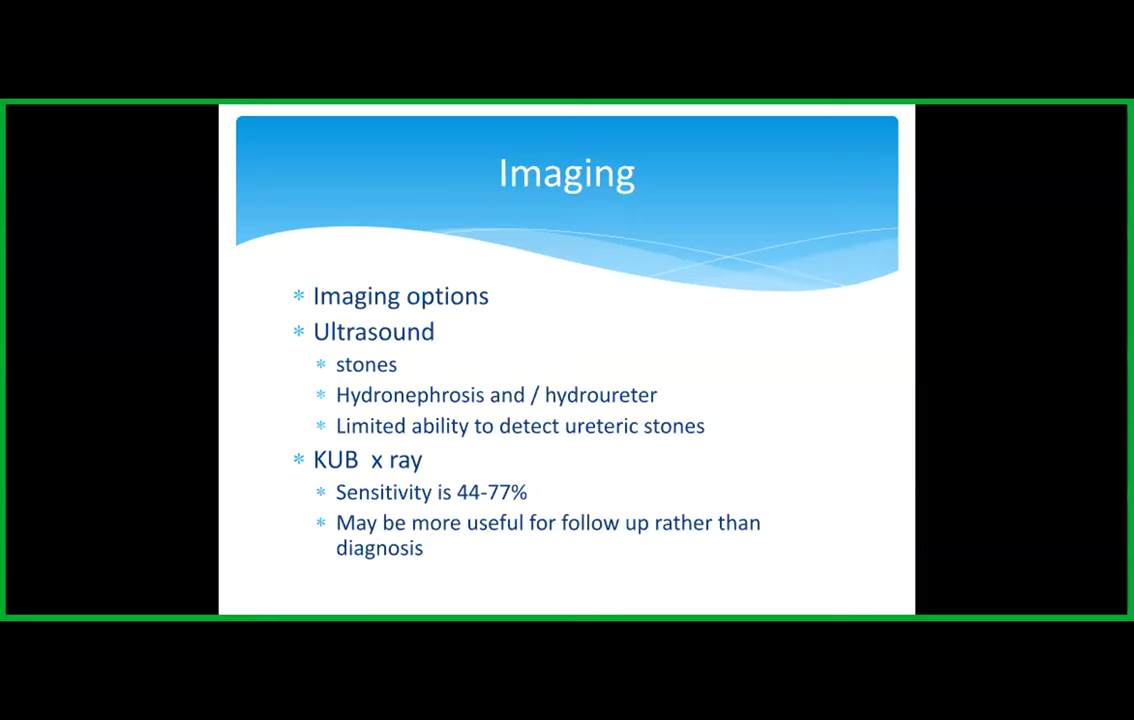 Imaging
* Imaging options
* Ultrasound
* stones
* Hydronephrosis and / hydroureter
* Limited ability to detect ureteric stones
* KUB  x ray
* Sensitivity is 44-77%
* May be more useful for follow up rather than
diagnosis